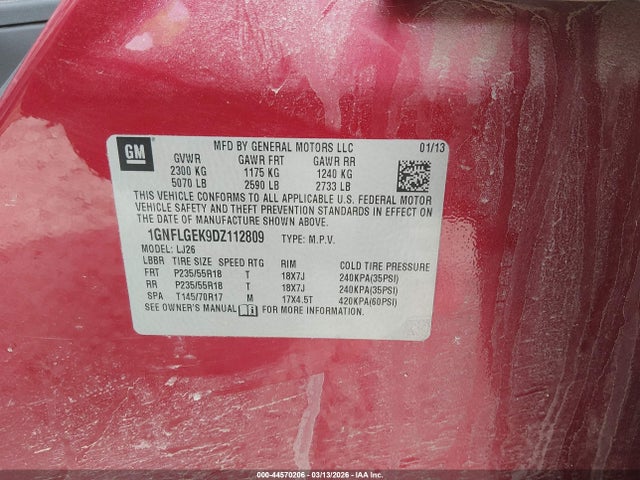 GM
MFD BY GENERAL MOTORS LLC 01/13
GVWR GAWR FRT GAWR RR
2300 KG 1175 KG 1240 KG
5070 LB 2590 LB 2733 LB
THIS VEHICLE CONFORMS TO ALL APPLICABLE U.S. FEDERAL MOTOR
VEHICLE SAFETY AND THEFT PREVENTION STANDARDS IN EFFECT ON
THE DATE OF MANUFACTURE SHOWN ABOVE.
1GNFLGEK9DZ112809 TYPE: M.P.V.
MODEL: LJ26
LBBR TIRE SIZE SPEED RTG RIM COLD TIRE PRESSURE
FRT P235/55R18 T 18X7J 240KPA(35PSI)
RR P235/55R18 T 18X7J 240KPA(35PSI)
SPA T145/70R17 M 17X4.5T 420KPA(60PSI)
SEE OWNER'S MANUAL FOR MORE INFORMATION.
000-44570206 - 03/13/2026 - IAA Inc.